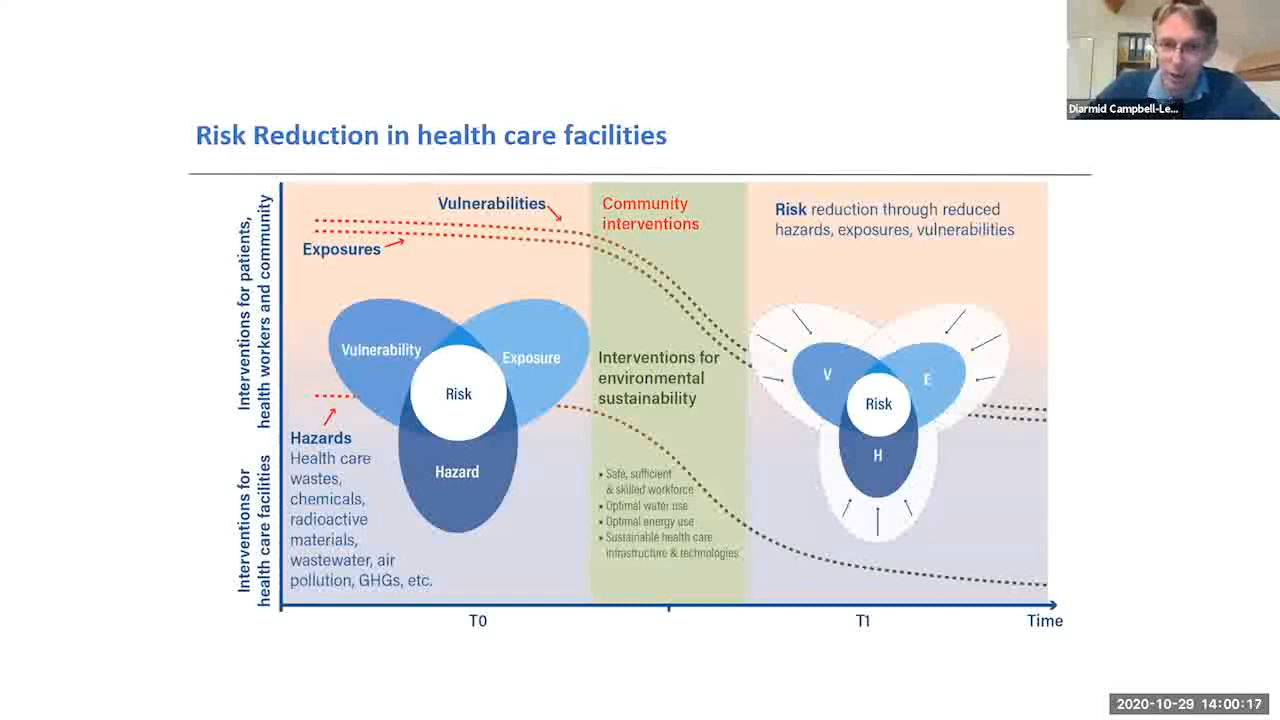 Diarmid Campbell-Le...
Risk Reduction in health care facilities
Interventions for patients,
health workers and community
Interventions for
health care facilities
Vulnerabilities
Exposures
Community
interventions
Risk reduction through reduced
hazards, exposures, vulnerabilities
Vulnerability
Exposure
Risk
Hazard
Interventions for
environmental
sustainability
V
E
Risk
H
Hazards
Health care
wastes,
chemicals,
radioactive
materials,
wastewater, air
pollution, GHGs, etc.
• Safe, sufficient
& skilled workforce
• Optimal water use
• Optimal energy use
• Sustainable health care
infrastructure & technologies
T0
T1
Time
2020-10-29 14:00:17